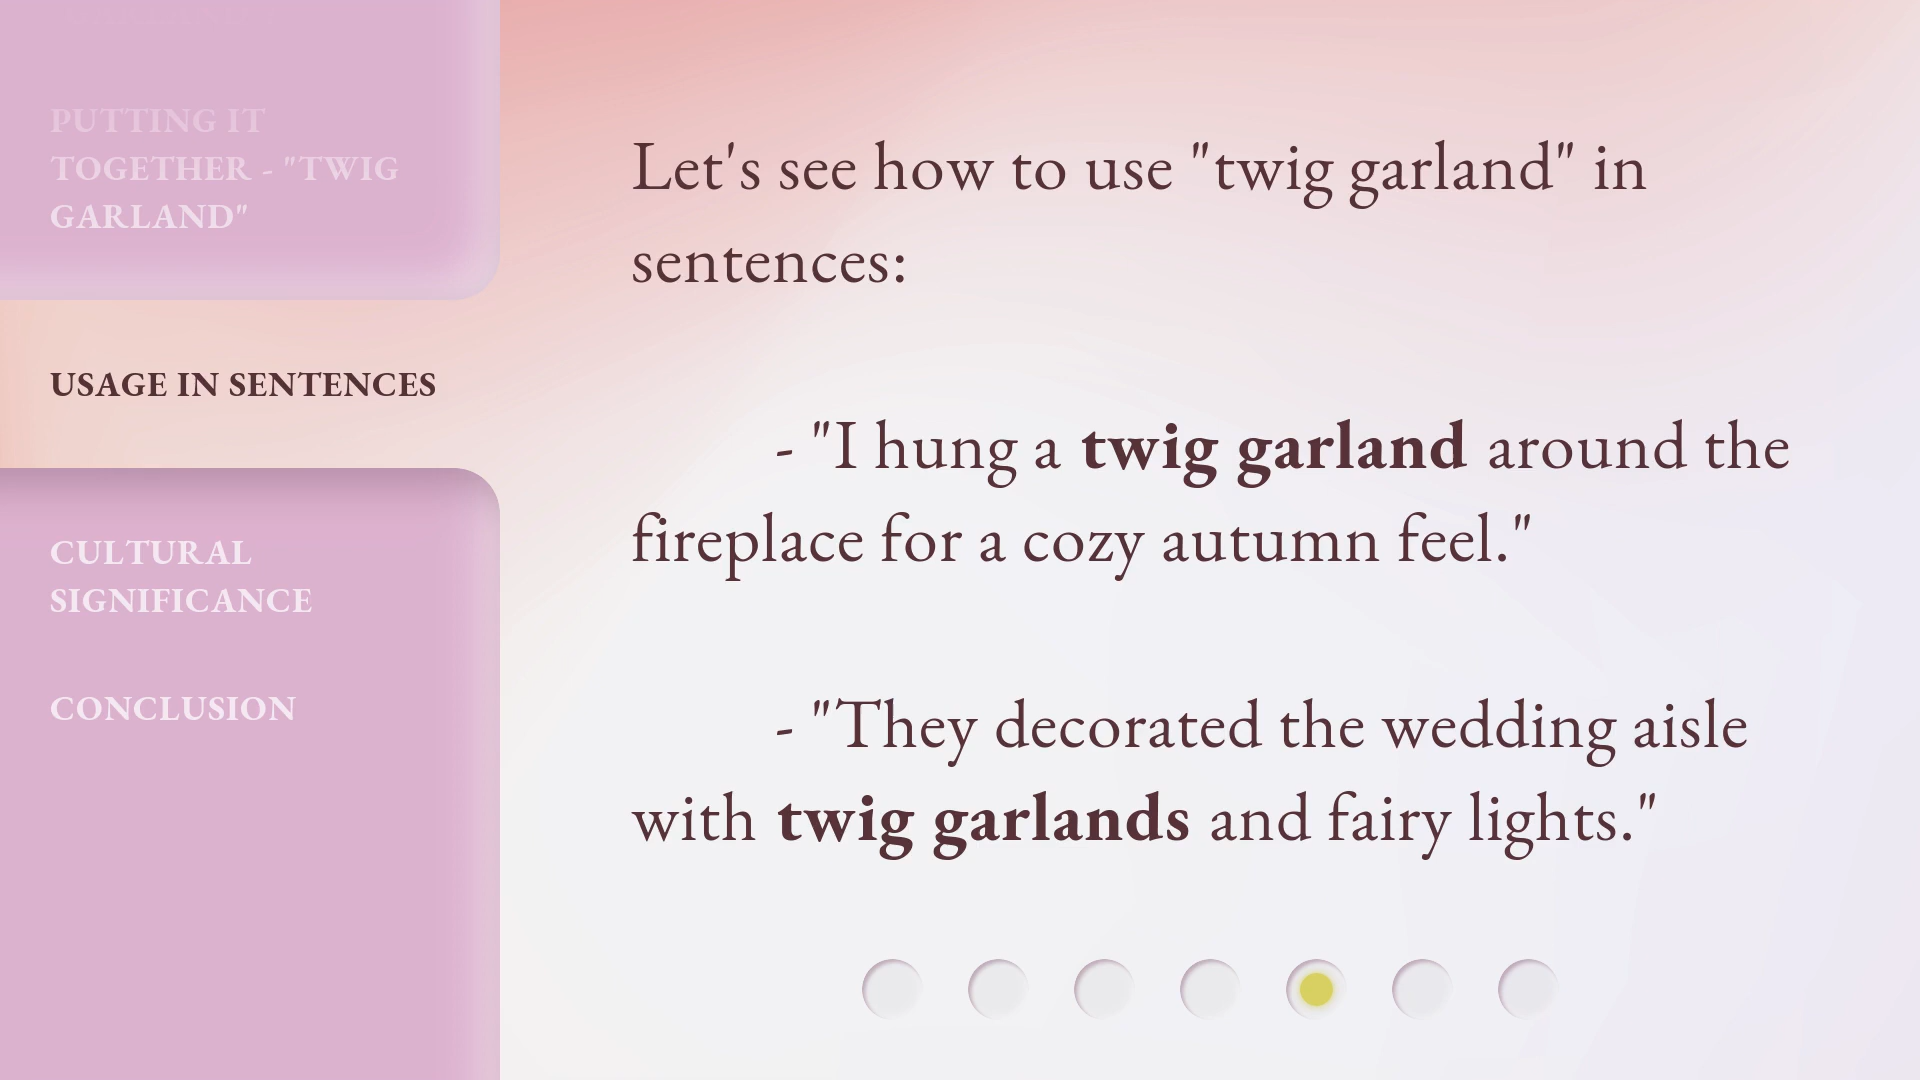 PUTTING IT
TOGETHER - "TWIG
GARLAND"
USAGE IN SENTENCES
CULTURAL
SIGNIFICANCE
CONCLUSION
Let's see how to use "twig garland" in
sentences:
- "I hung a twig garland around the
fireplace for a cozy autumn feel."
- "They decorated the wedding aisle
with twig garlands and fairy lights."